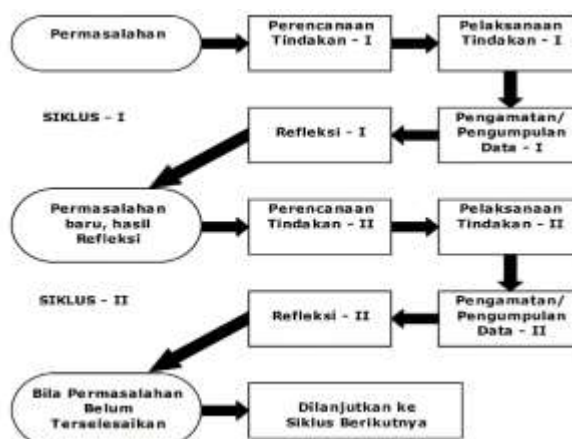 Permasalahan
Perencanaan
Tindakan - I
Pelaksanaan
Tindakan - I
SIKLUS - I
Refleksi - I
Pengamatan/
Pengumpulan
Data - I
Permasalahan
baru, hasil
Refleksi
Perencanaan
Tindakan - II
Pelaksanaan
Tindakan - II
SIKLUS - II
Refleksi - II
Pengamatan/
Pengumpulan
Data - II
Bila Permasalahan
Belum
Terselesaikan
Dilanjutkan ke
Siklus Berikutnya